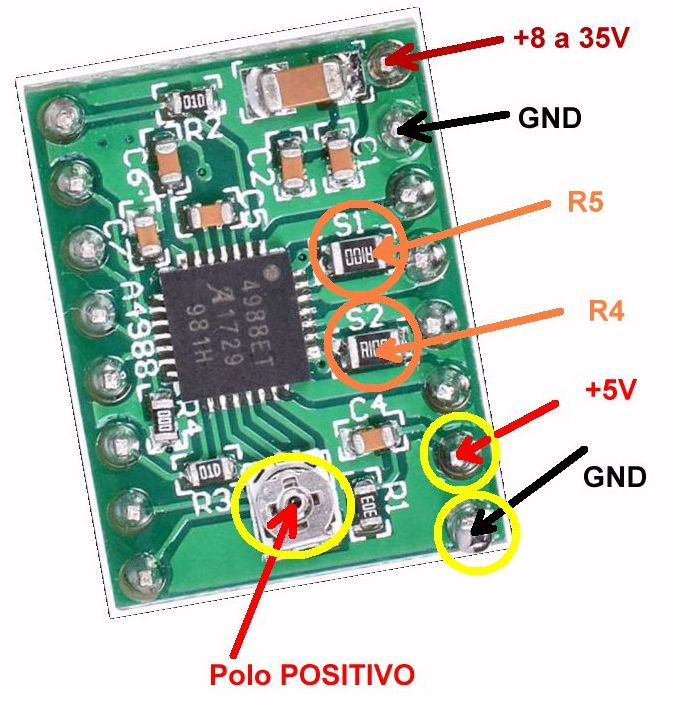 +8 a 35V
GND
R2
C6
C2
C1
C5
C7
S1
R5
A4988
4988ET
A1729
981H
R100
S2
R4
R100
+5V
R4
C4
GND
R3
R1
Polo POSITIVO